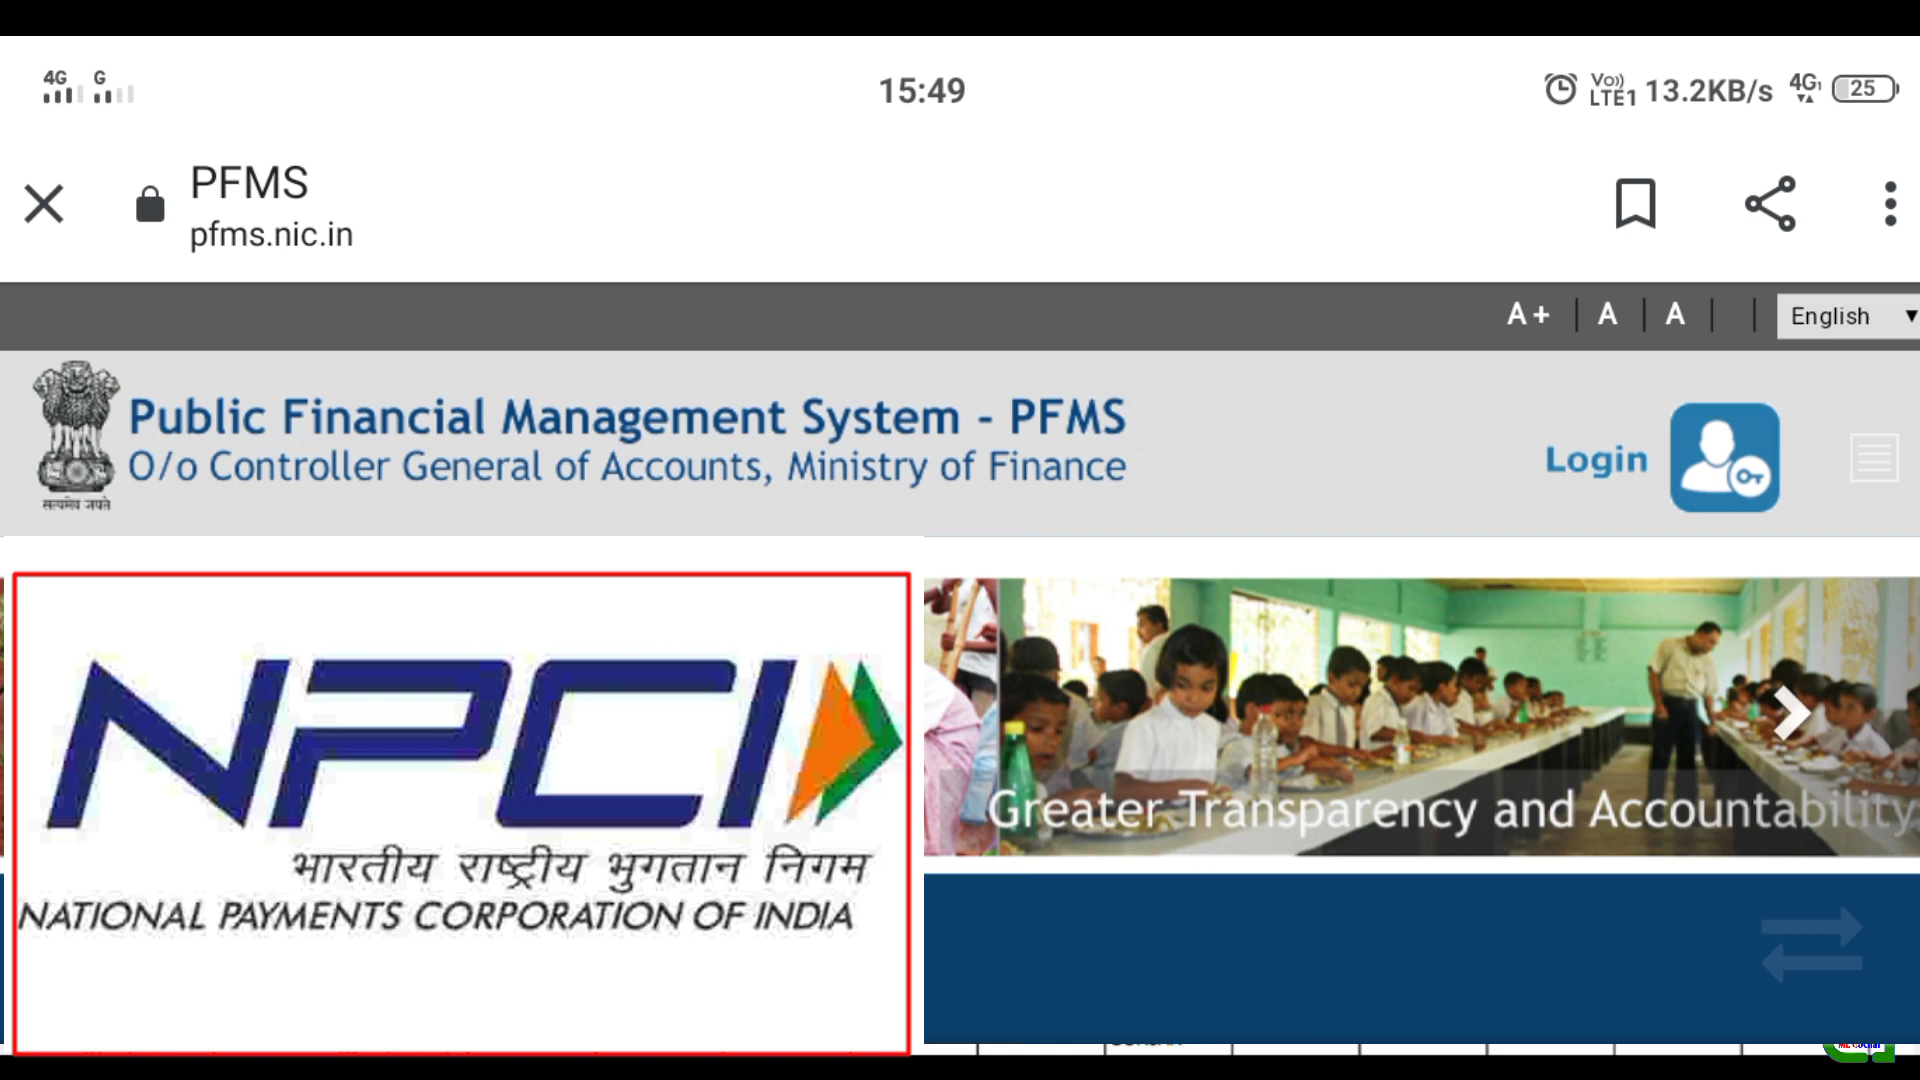 4G G
15:49
Vo)) LTE1 13.2KB/s 4G 25
PFMS
pfms.nic.in
A+ | A | A | | English
Public Financial Management System - PFMS
O/o Controller General of Accounts, Ministry of Finance
Login
सत्यमेव जयते
NPCI
भारतीय राष्ट्रीय भुगतान निगम
NATIONAL PAYMENTS CORPORATION OF INDIA
Greater Transparency and Accountability